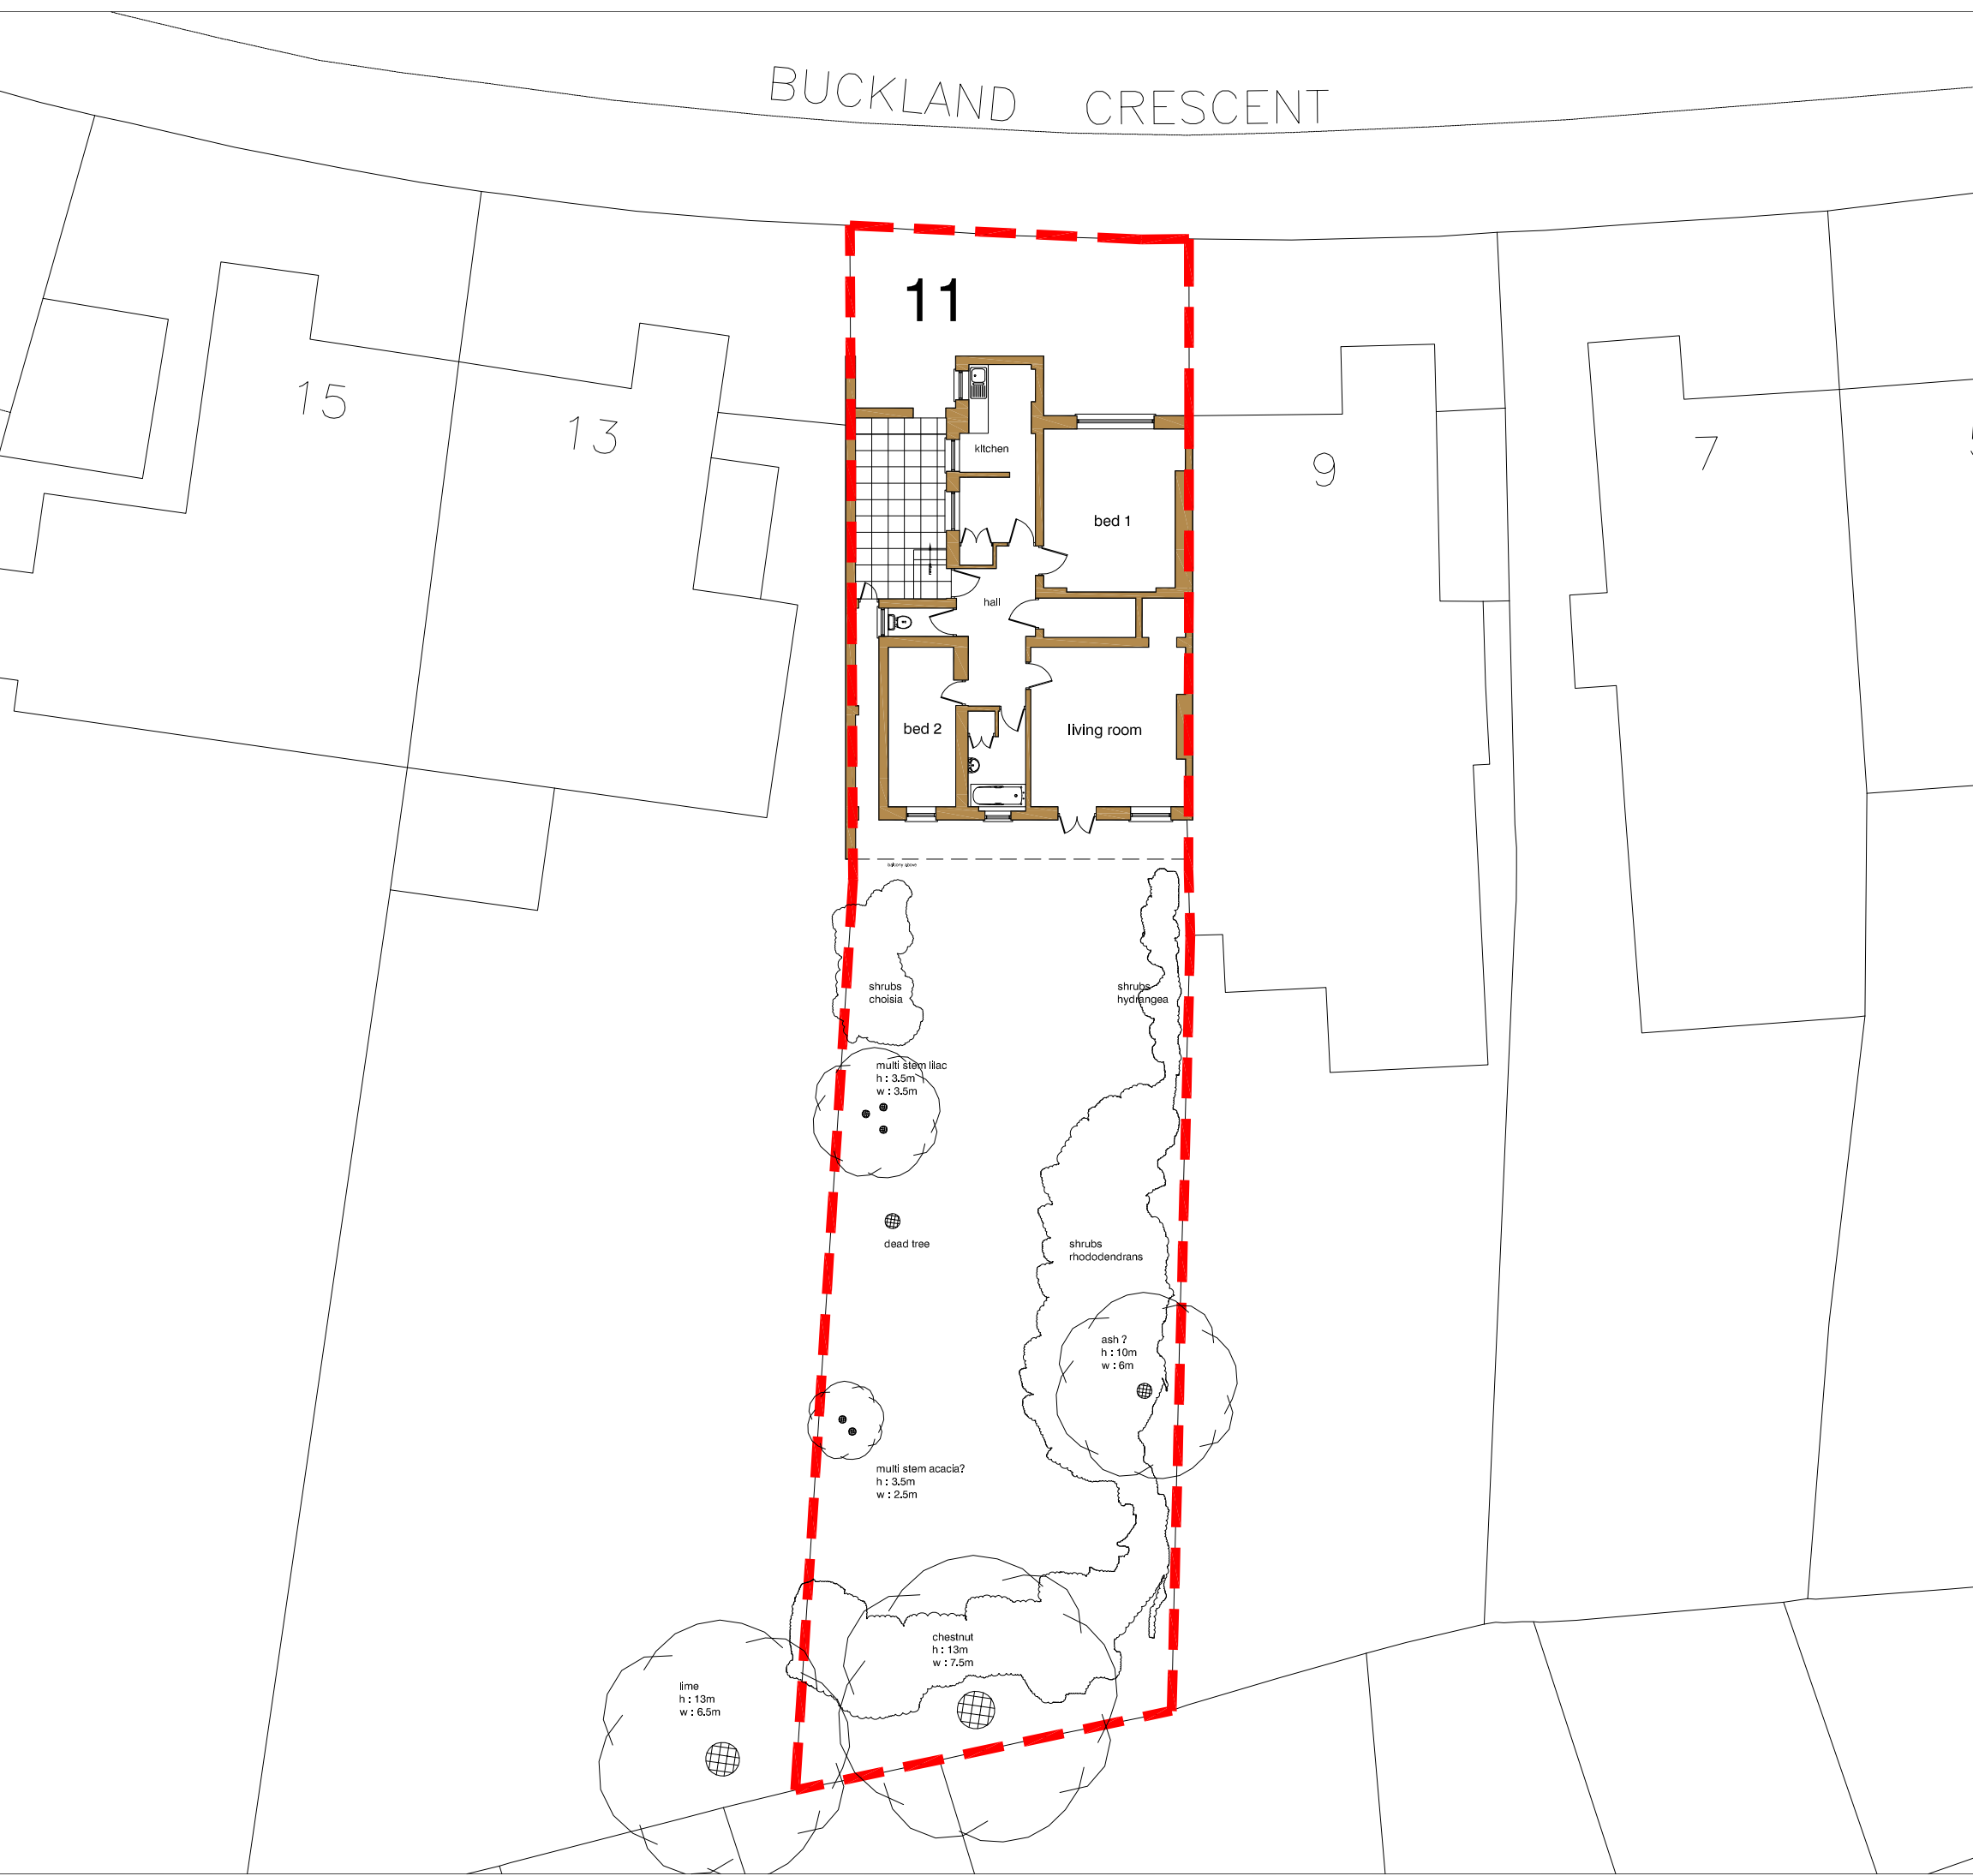 BUCKLAND CRESCENT
11
15
13
9
7
kitchen
bed 1
hall
bed 2
living room
balcony above
shrubs
choisia
shrubs
hydrangea
multi stem lilac
h : 3.5m
w : 3.5m
dead tree
shrubs
rhododendrans
ash ?
h : 10m
w : 6m
multi stem acacia?
h : 3.5m
w : 2.5m
chestnut
h : 13m
w : 7.5m
lime
h : 13m
w : 6.5m